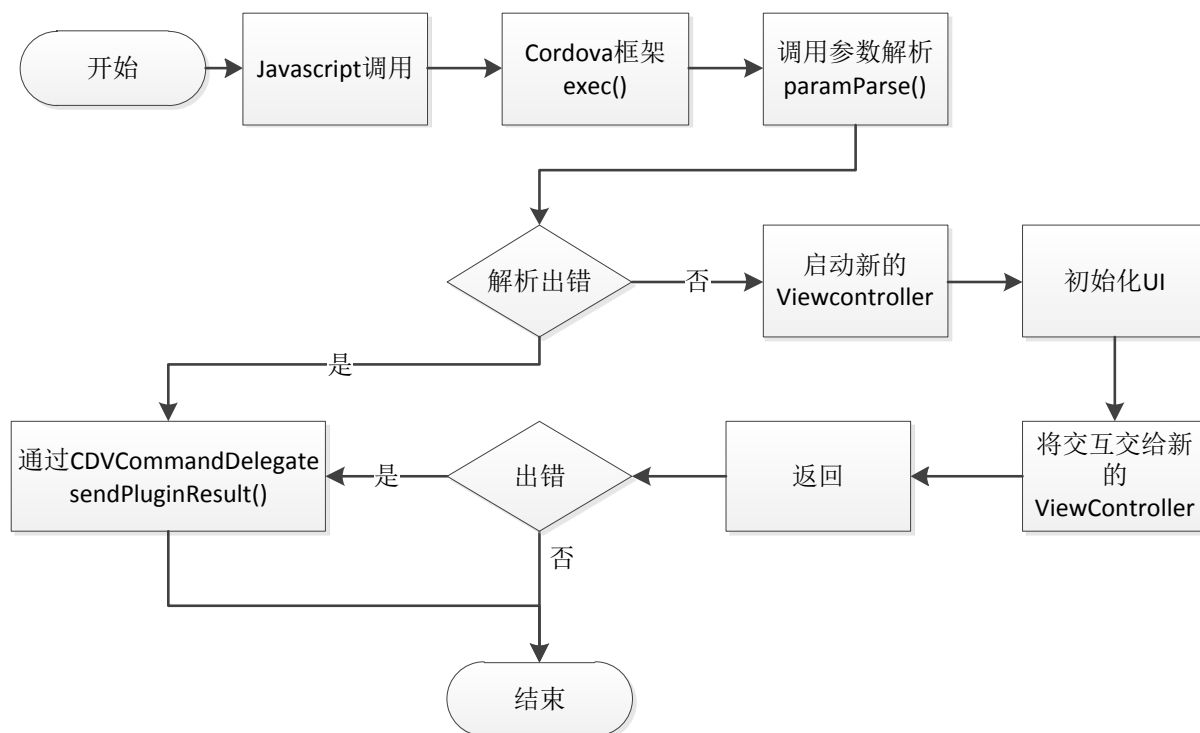 开始
Javascript调用
Cordova框架
exec()
调用参数解析
paramParse()
解析出错
否
启动新的
Viewcontroller
初始化UI
是
通过CDVCommandDelegate
sendPluginResult()
是
出错
返回
将交互交给新
的
ViewController
否
结束